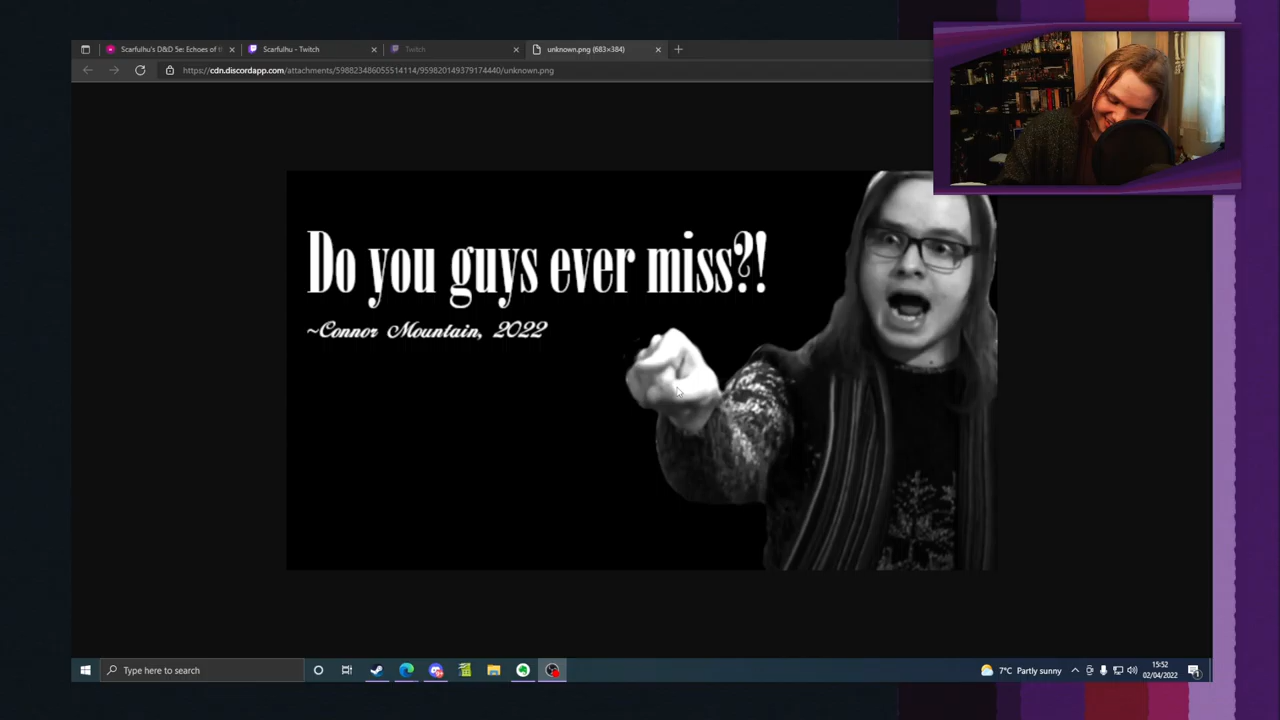 Scarfulhu's D&D 5e: Echoes of t
Scarfulhu - Twitch
Twitch
unknown.png (683×384)
https://cdn.discordapp.com/attachments/598823486055514114/959820149379174440/unknown.png
Do you guys ever miss?!
~Connor Mountain, 2022
Type here to search
7°C Partly sunny
15:52
02/04/2022
1